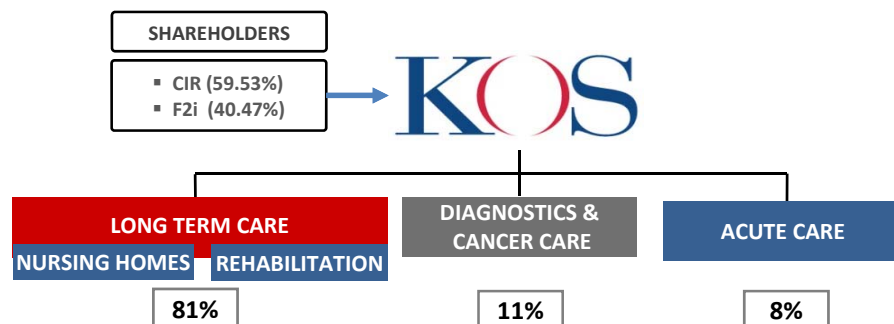 SHAREHOLDERS
▪ CIR (59.53%)
▪ F2i (40.47%)
KOS
LONG TERM CARE
NURSING HOMES
REHABILITATION
DIAGNOSTICS &
CANCER CARE
ACUTE CARE
81%
11%
8%